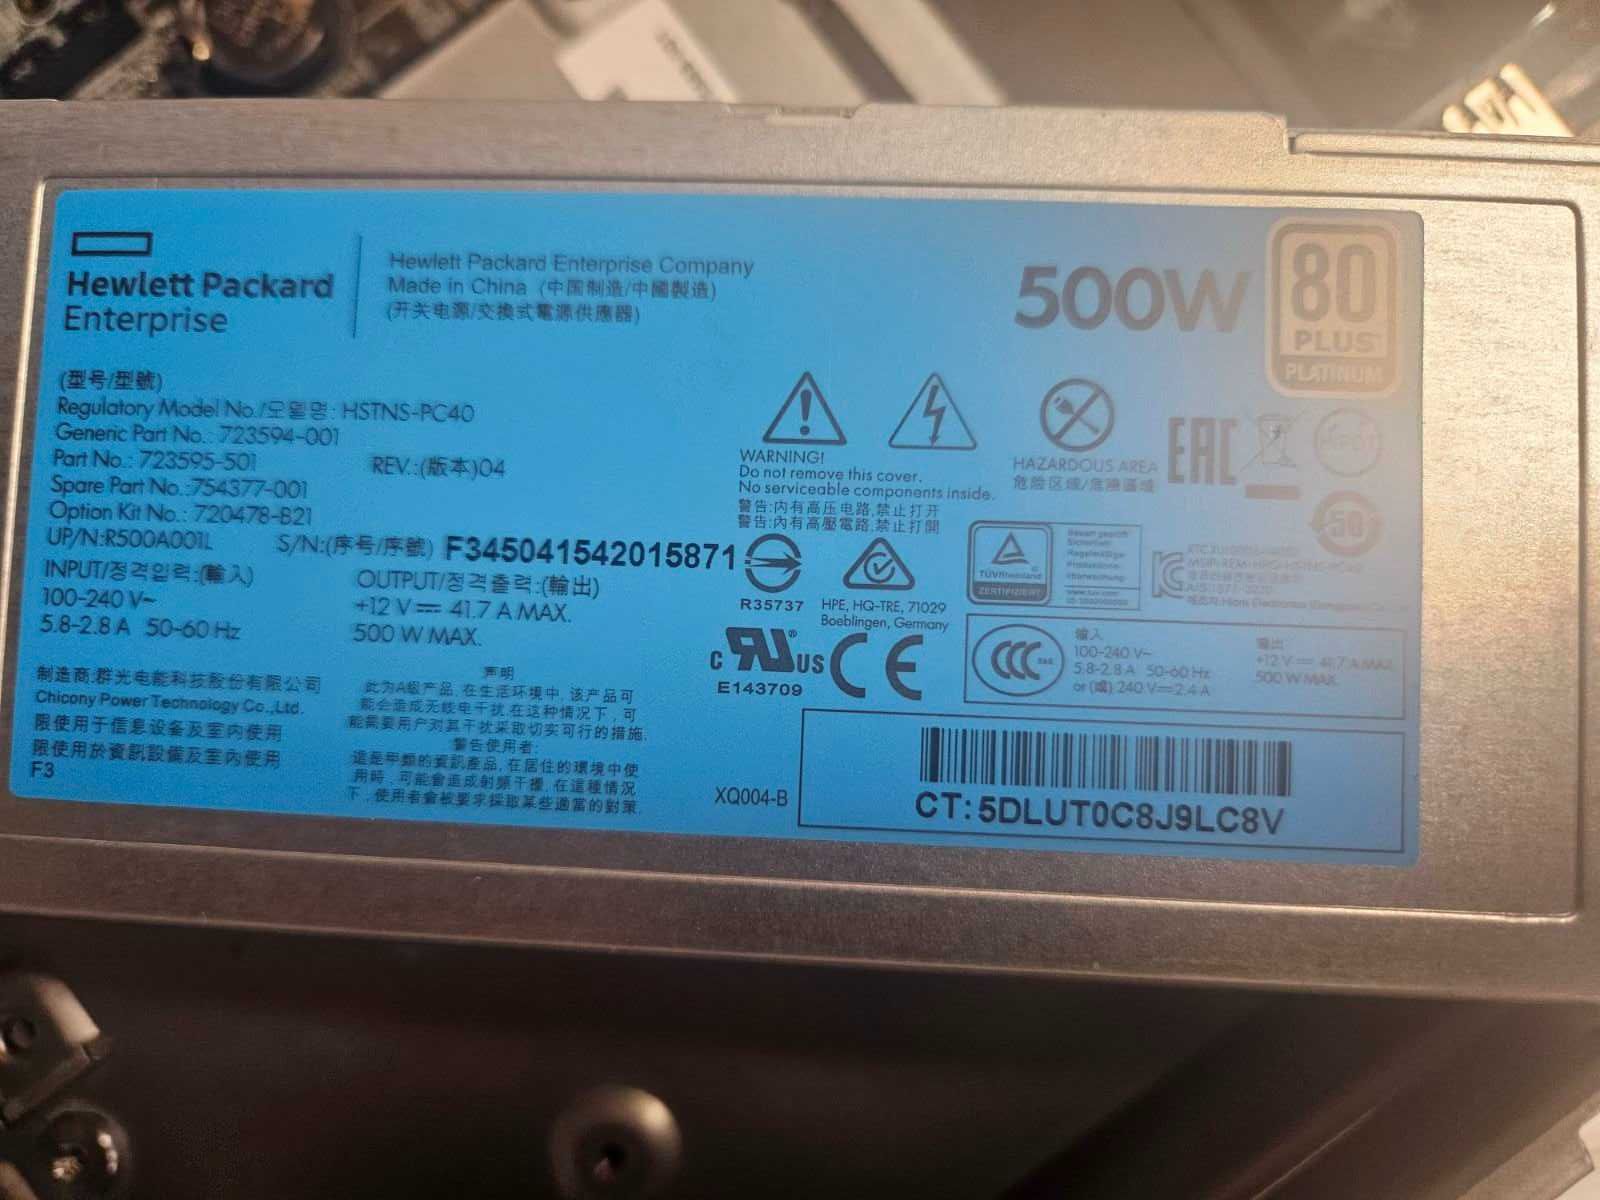 Hewlett Packard
Enterprise
Hewlett Packard Enterprise Company
Made in China (中国制造/中國製造)
(开关电源/交換式電源供應器)
500W
80
PLUS
PLATINUM
(型号/型號)
Regulatory Model No./모델명: HSTNS-PC40
Generic Part No.: 723594-001
Part No.: 723595-501 REV.:(版本)04
Spare Part No.:754377-001
Option Kit No.: 720478-B21
UP/N:R500A001L S/N:(序号/序號) F345041542015871
INPUT/정격입력:(輸入)
100-240 V~
5.8-2.8 A 50-60 Hz
OUTPUT/정격출력:(輸出)
+12 V⎓ 41.7 A MAX.
500 W MAX.
WARNING!
Do not remove this cover.
No serviceable components inside.
警告:内有高压电路,禁止打开
警告:內有高壓電路,禁止打開
HAZARDOUS AREA
危险区域/危險區域
EAC
50
R35737
HPE, HQ-TRE, 71029
Boeblingen, Germany
TÜVRheinland
ZERTIFIZIERT
c RU® US
E143709
CE
CCC
输入
100-240 V~
5.8-2.8 A 50-60 Hz
or (或) 240 V⎓2.4 A
输出
+12 V⎓ 41.7 A MAX.
500 W MAX.
制造商:群光电能科技股份有限公司
Chicony Power Technology Co.,Ltd.
限使用于信息设备及室内使用
限使用於資訊設備及室內使用
F3
声明
此为A级产品,在生活环境中,该产品可
能会造成无线电干扰.在这种情况下,可
能需要用户对其干扰采取切实可行的措施.
警告使用者:
這是甲類的資訊產品,在居住的環境中使
用時,可能會造成射頻干擾,在這種情況
下,使用者會被要求採取某些適當的對策.
XQ004-B
CT: 5DLUT0C8J9LC8V